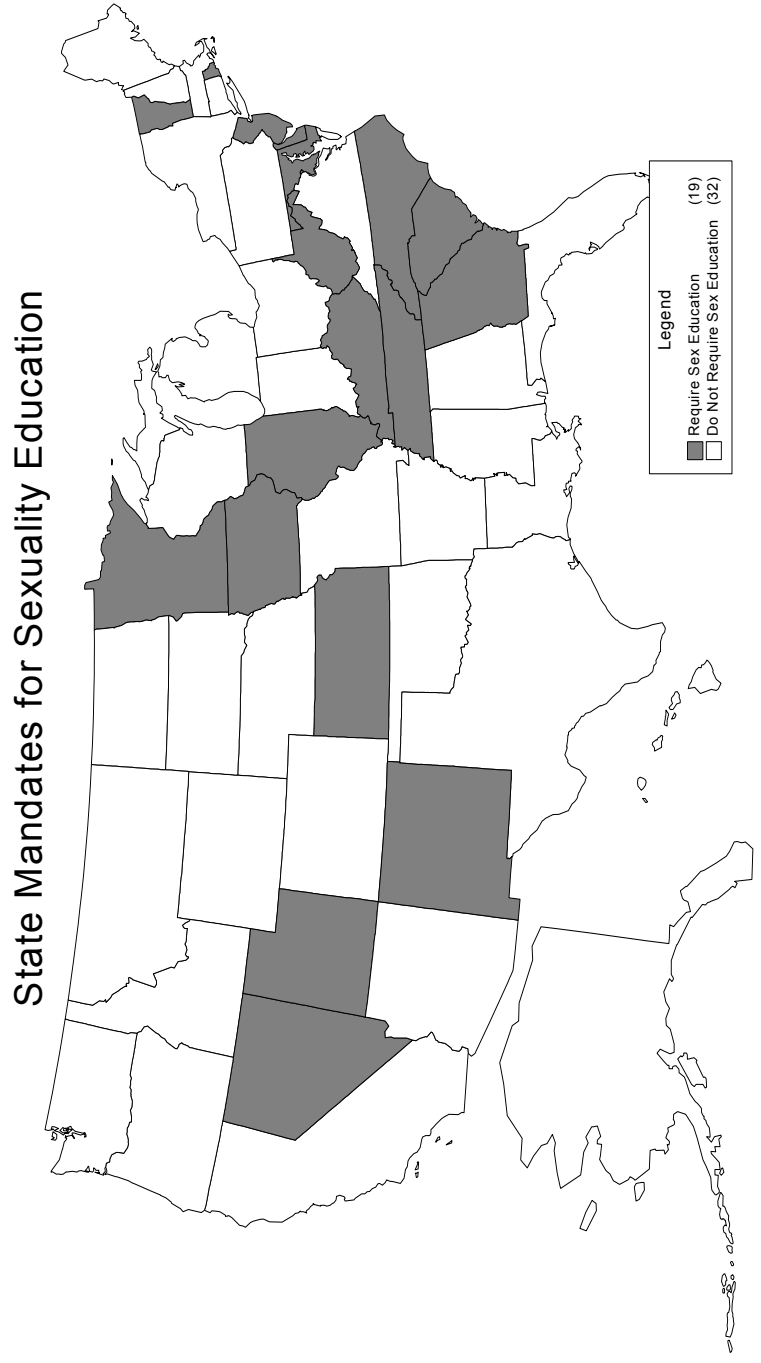 State Mandates for Sexuality Education
Legend
Require Sex Education (19)
Do Not Require Sex Education (32)